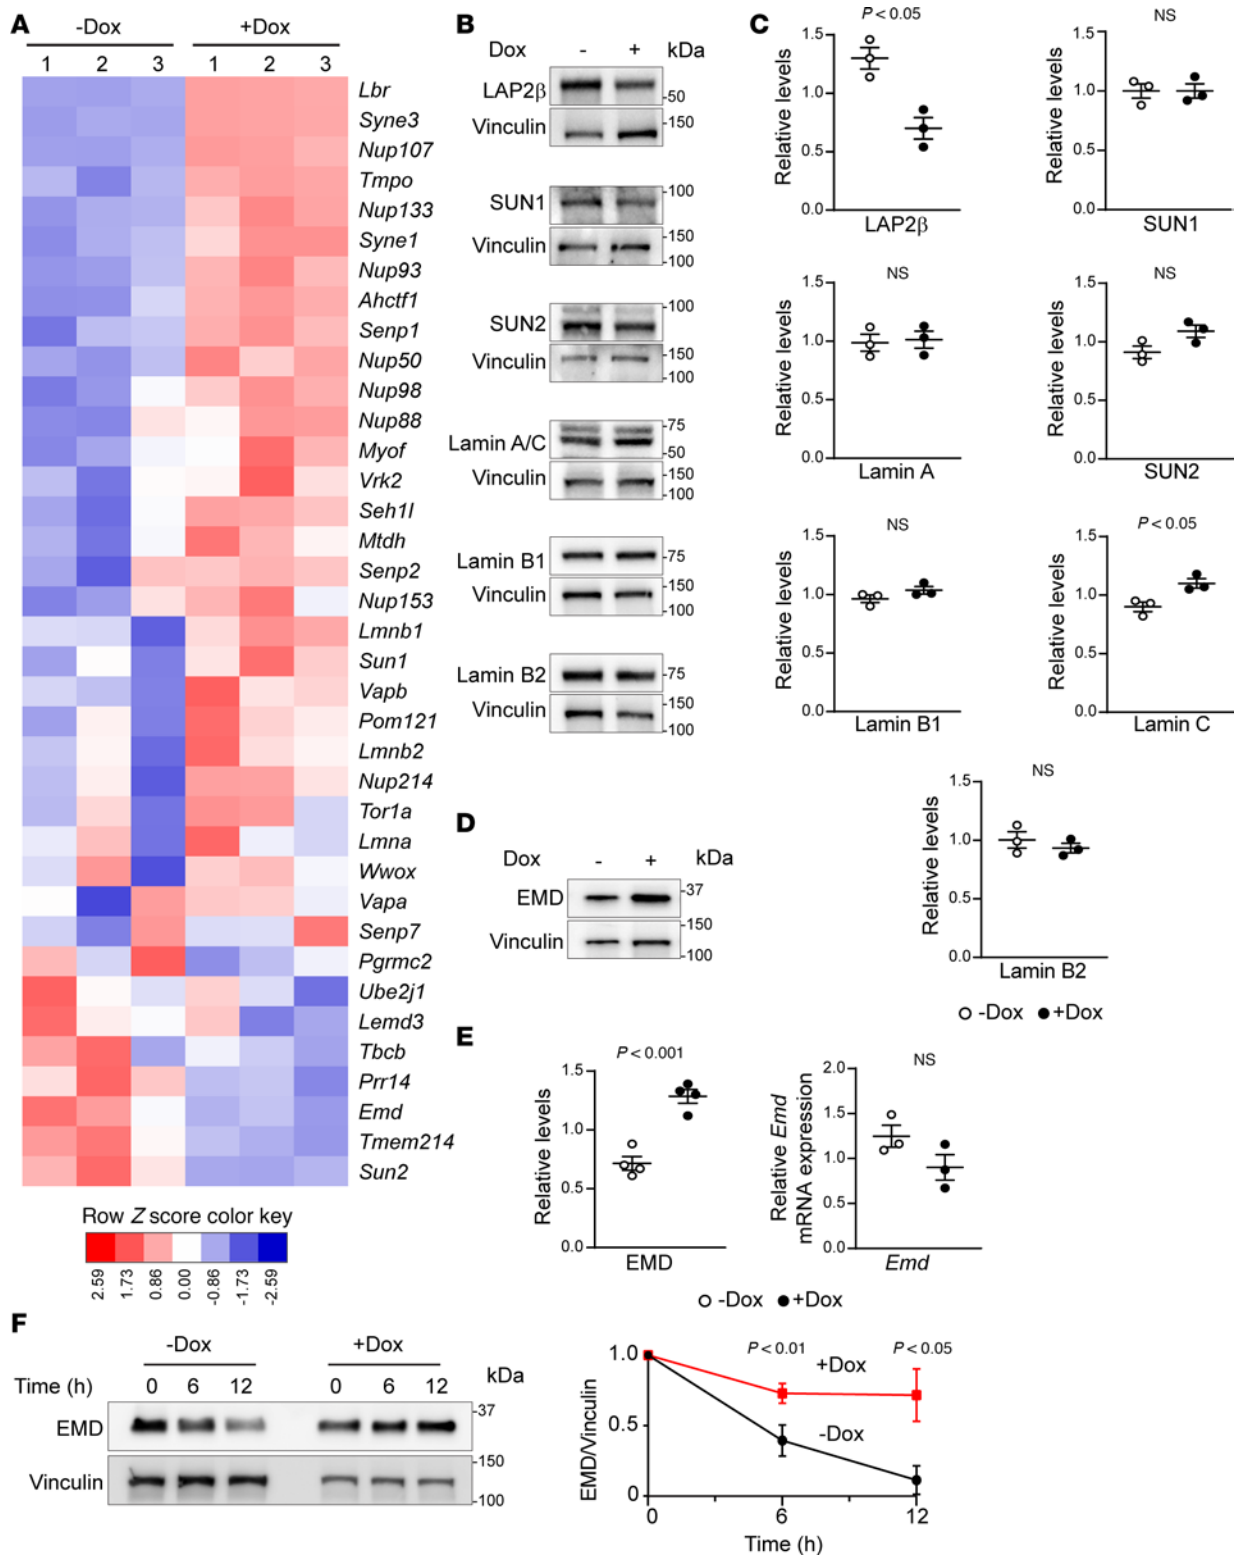 A
-Dox +Dox
1 2 3 1 2 3
Lbr
Syne3
Nup107
Tmpo
Nup133
Syne1
Nup93
Ahctf1
Senp1
Nup50
Nup98
Nup88
Myof
Vrk2
Seh1l
Mtdh
Senp2
Nup153
Lmnb1
Sun1
Vapb
Pom121
Lmnb2
Nup214
Tor1a
Lmna
Wwox
Vapa
Senp7
Pgrmc2
Ube2j1
Lemd3
Tbcb
Prr14
Emd
Tmem214
Sun2
Row Z score color key
2.59 1.73 0.86 0.00 -0.86 -1.73 -2.59
B
Dox - + kDa
LAP2β 50
Vinculin 150
SUN1 100
Vinculin 150
100
SUN2 100
Vinculin 150
100
Lamin A/C 75
50
Vinculin 150
100
Lamin B1 75
Vinculin 150
100
Lamin B2 75
Vinculin 150
100
C
P < 0.05
Relative levels
1.5
1.0
0.5
0.0
LAP2β
NS
Relative levels
1.5
1.0
0.5
0.0
SUN1
NS
Relative levels
1.5
1.0
0.5
0.0
Lamin A
NS
Relative levels
1.5
1.0
0.5
0.0
SUN2
NS
Relative levels
1.5
1.0
0.5
0.0
Lamin B1
P < 0.05
Relative levels
1.5
1.0
0.5
0.0
Lamin C
NS
Relative levels
1.5
1.0
0.5
0.0
Lamin B2
-Dox +Dox
D
Dox - + kDa
EMD 37
Vinculin 150
100
E
P < 0.001
Relative levels
1.5
1.0
0.5
0.0
EMD
NS
Relative Emd
mRNA expression
2.0
1.5
1.0
0.5
0.0
Emd
-Dox +Dox
F
-Dox +Dox
Time (h) 0 6 12 0 6 12 kDa
EMD 37
Vinculin 150
100
EMD/Vinculin
1.0
0.5
0
P < 0.01 P < 0.05
+Dox
-Dox
0 6 12
Time (h)